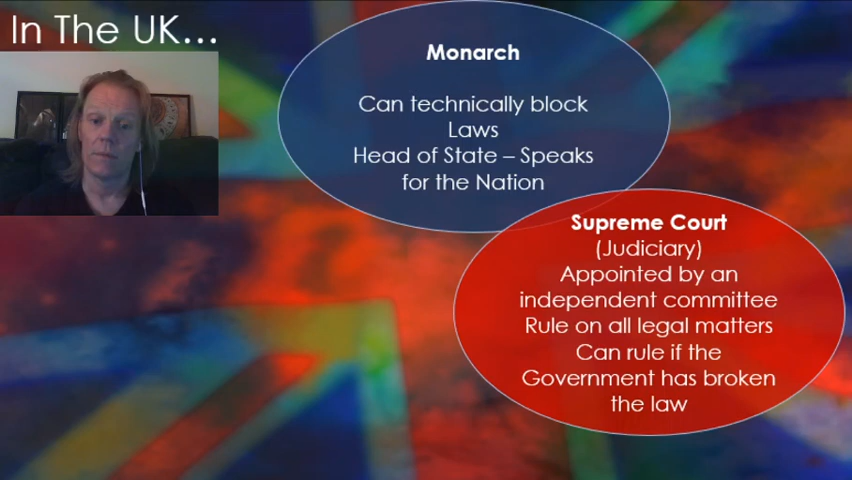 In The UK...
Monarch
Can technically block
Laws
Head of State – Speaks
for the Nation
Supreme Court
(Judiciary)
Appointed by an
independent committee
Rule on all legal matters
Can rule if the
Government has broken
the law